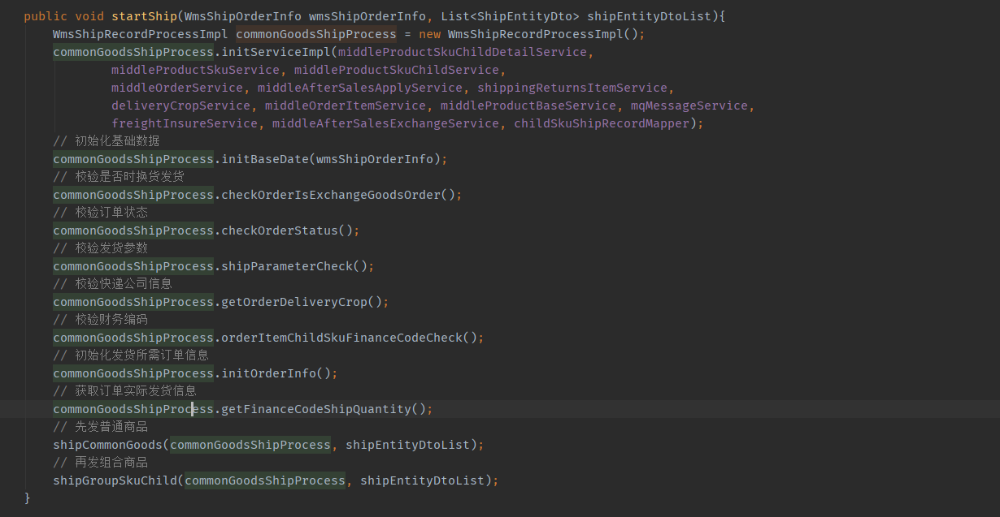 public void startShip(WmsShipOrderInfo wmsShipOrderInfo, List<ShipEntityDto> shipEntityDtoList){
WmsShipRecordProcessImpl commonGoodsShipProcess = new WmsShipRecordProcessImpl();
commonGoodsShipProcess.initServiceImpl(middleProductSkuChildDetailService,
middleProductSkuService, middleProductSkuChildService,
middleOrderService, middleAfterSalesApplyService, shippingReturnsItemService,
deliveryCropService, middleOrderItemService, middleProductBaseService, mqMessageService,
freightInsureService, middleAfterSalesExchangeService, childSkuShipRecordMapper);
// 初始化基础数据
commonGoodsShipProcess.initBaseDate(wmsShipOrderInfo);
// 校验是否时换货发货
commonGoodsShipProcess.checkOrderIsExchangeGoodsOrder();
// 校验订单状态
commonGoodsShipProcess.checkOrderStatus();
// 校验发货参数
commonGoodsShipProcess.shipParameterCheck();
// 校验快递公司信息
commonGoodsShipProcess.getOrderDeliveryCrop();
// 校验财务编码
commonGoodsShipProcess.orderItemChildSkuFinanceCodeCheck();
// 初始化发货所需订单信息
commonGoodsShipProcess.initOrderInfo();
// 获取订单实际发货信息
commonGoodsShipProcess.getFinanceCodeShipQuantity();
// 先发普通商品
shipCommonGoods(commonGoodsShipProcess, shipEntityDtoList);
// 再发组合商品
shipGroupSkuChild(commonGoodsShipProcess, shipEntityDtoList);
}